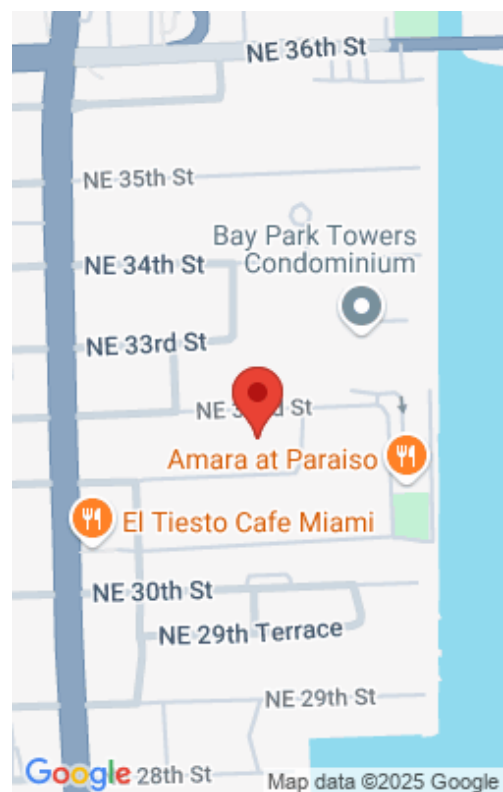 NE 36th St
NE 35th St
Bay Park Towers
Condominium
NE 34th St
NE 33rd St
NE 3 d St
Amara at Paraiso
El Tiesto Cafe Miami
NE 30th St
NE 29th Terrace
NE 29th St
28th St
Google
Map data ©2025 Google